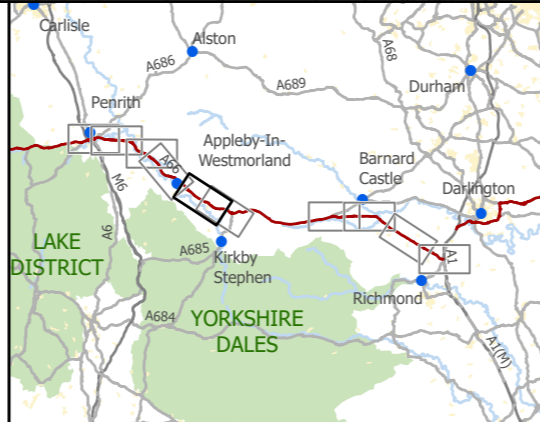 Carlisle
Alston
A686
A68
A689
Durham
Penrith
Appleby-In-
Westmorland
A66
Barnard
Castle
Darlington
M6
A6
LAKE
DISTRICT
A685
Kirkby
Stephen
A1
Richmond
A684
YORKSHIRE
DALES
A1(M)